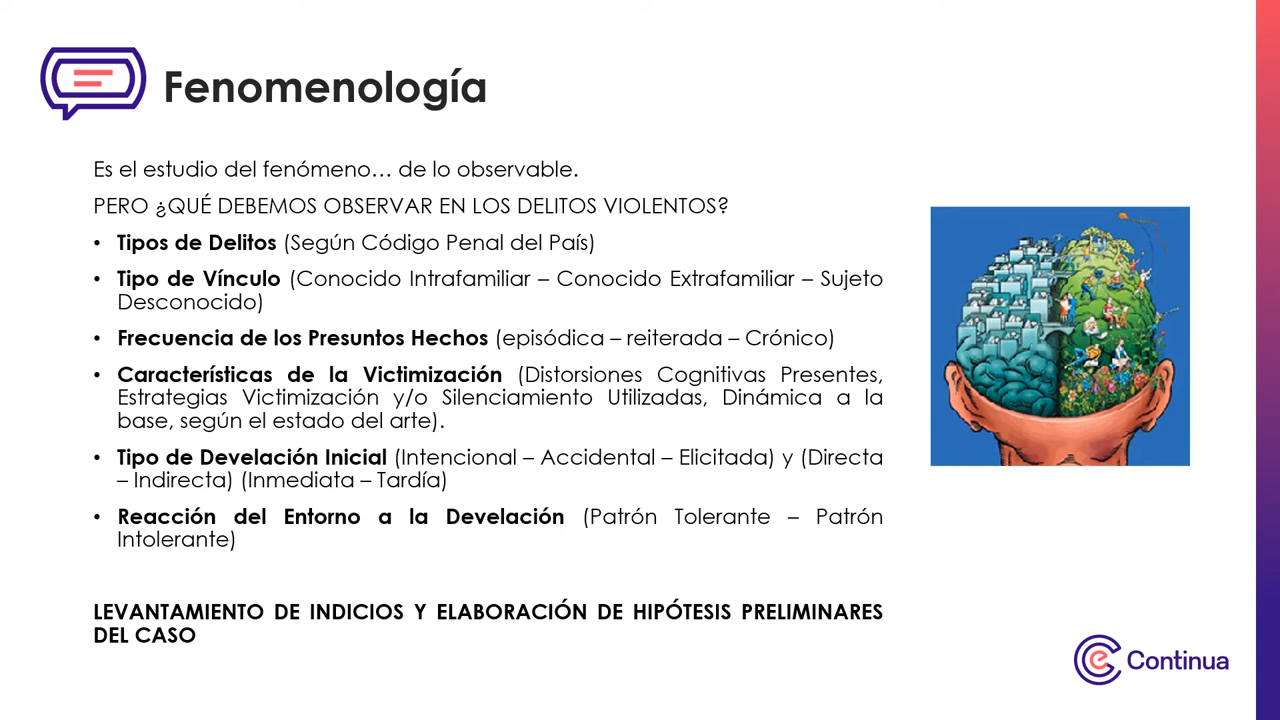 Fenomenología
Es el estudio del fenómeno… de lo observable.
PERO ¿QUÉ DEBEMOS OBSERVAR EN LOS DELITOS VIOLENTOS?
• Tipos de Delitos (Según Código Penal del País)
• Tipo de Vínculo (Conocido Intrafamiliar – Conocido Extrafamiliar – Sujeto
Desconocido)
• Frecuencia de los Presuntos Hechos (episódica – reiterada – Crónico)
• Características de la Victimización (Distorsiones Cognitivas Presentes,
Estrategias Victimización y/o Silenciamiento Utilizadas, Dinámica a la
base, según el estado del arte).
• Tipo de Develación Inicial (Intencional – Accidental – Elicitada) y (Directa
– Indirecta) (Inmediata – Tardía)
• Reacción del Entorno a la Develación (Patrón Tolerante – Patrón
Intolerante)
LEVANTAMIENTO DE INDICIOS Y ELABORACIÓN DE HIPÓTESIS PRELIMINARES
DEL CASO
Continua